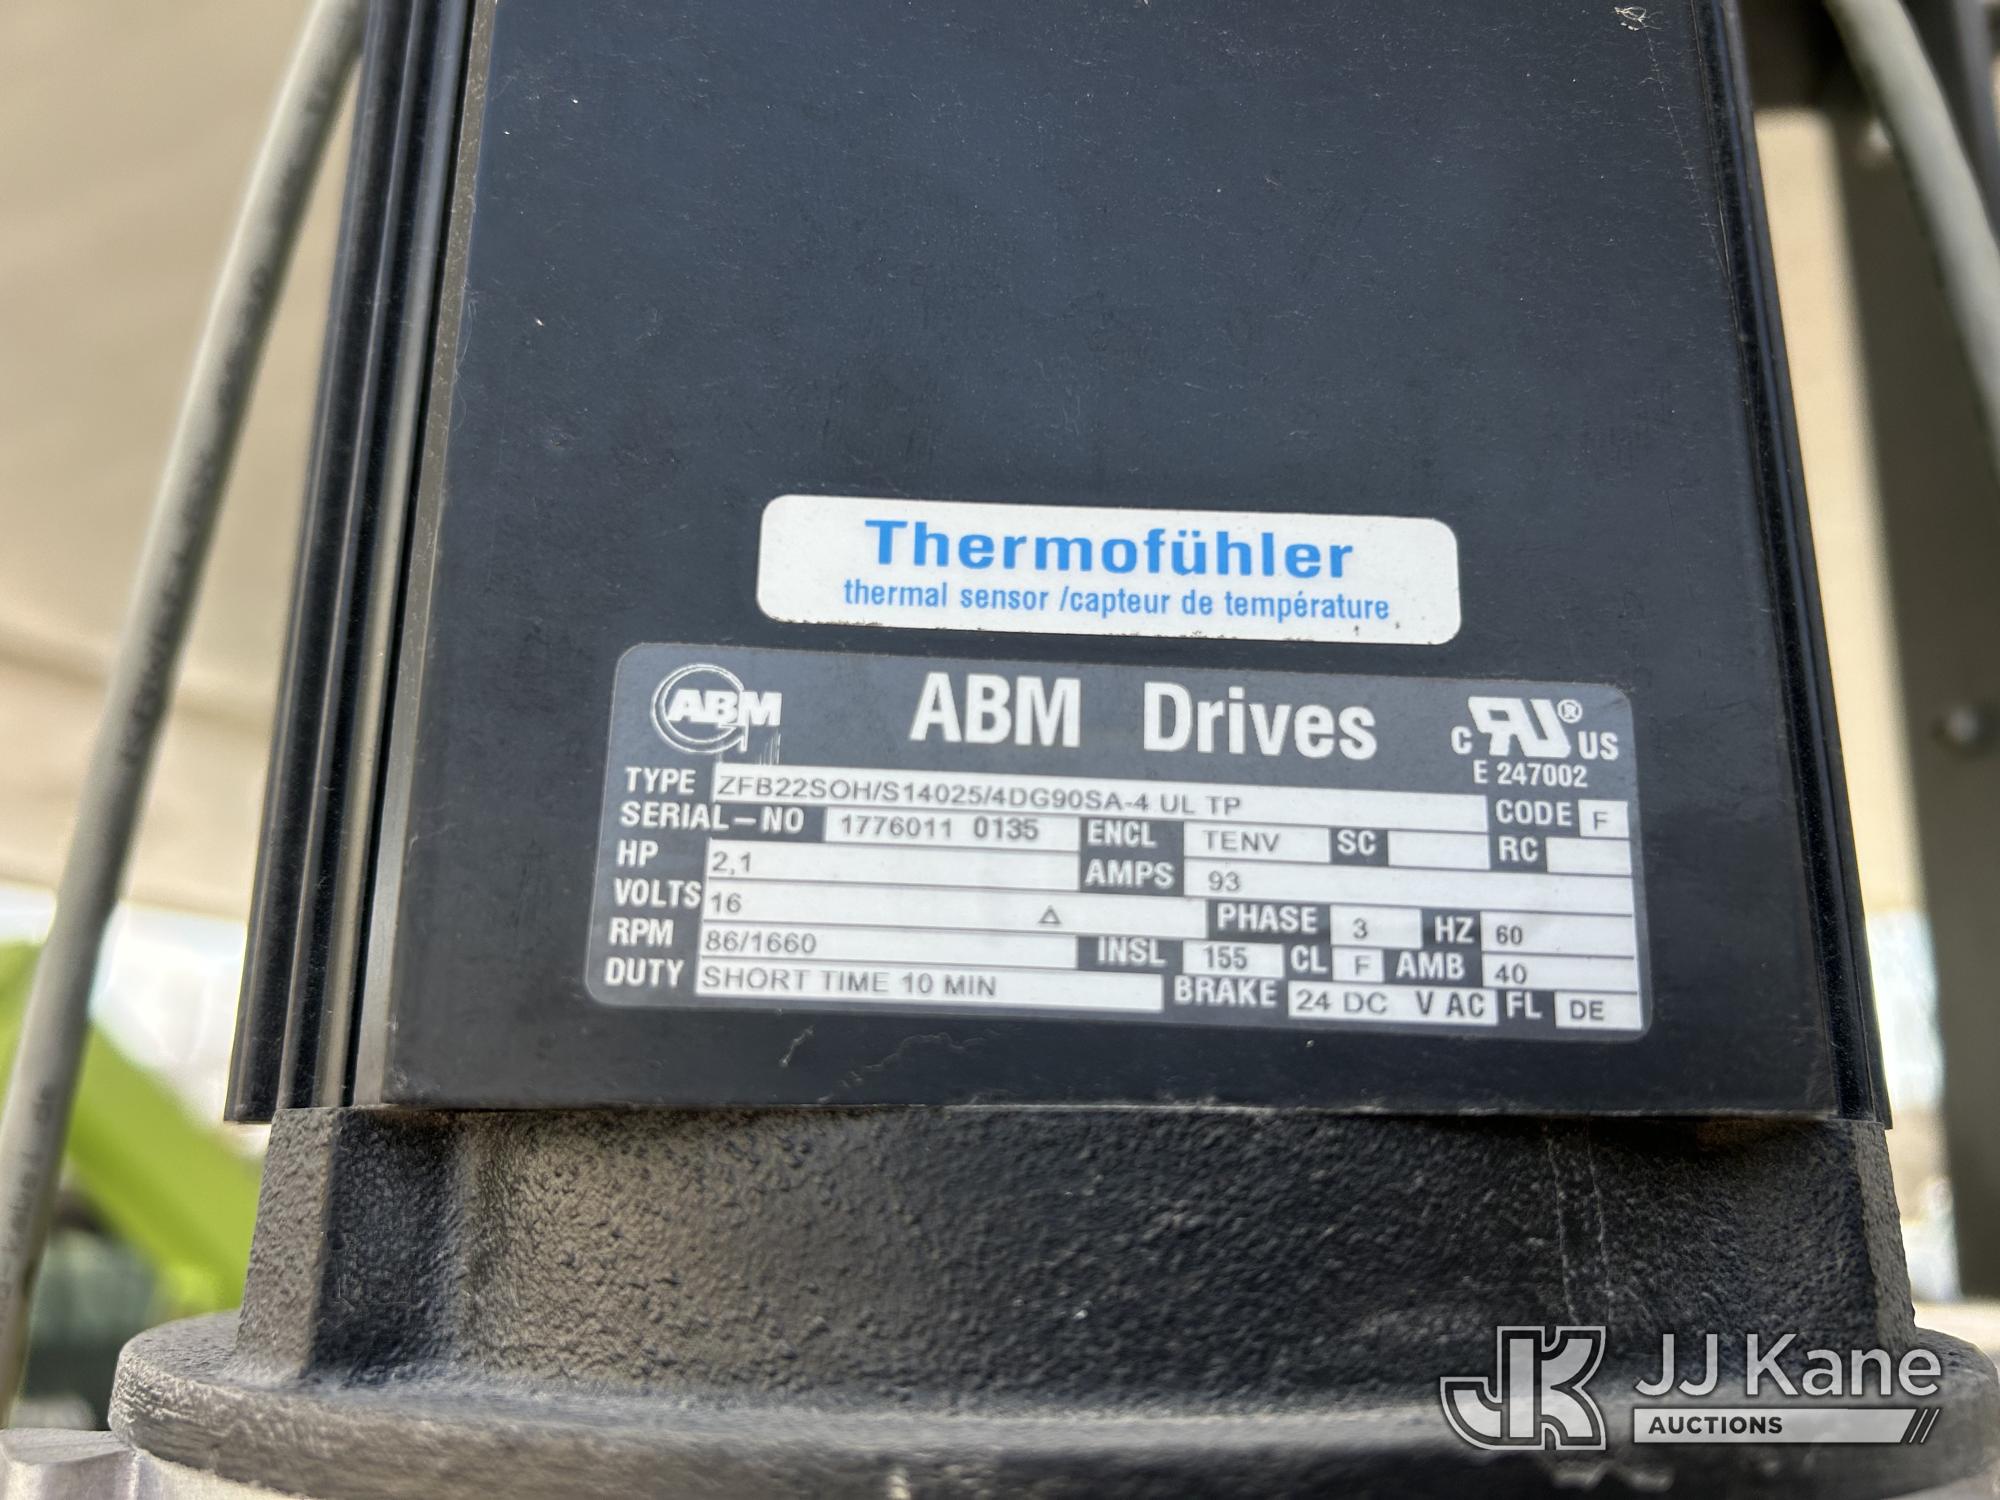 Thermofühler
thermal sensor /capteur de température
ABM ABM Drives c RU® US
E 247002
TYPE ZFB22SOH/S14025/4DG90SA-4 UL TP CODE F
SERIAL-NO 1776011 0135 ENCL TENV SC RC
HP 2,1 AMPS 93
VOLTS 16 Δ PHASE 3 HZ 60
RPM 86/1660 INSL 155 CL F AMB 40
DUTY SHORT TIME 10 MIN BRAKE 24 DC V AC FL DE
JK JJ Kane
AUCTIONS